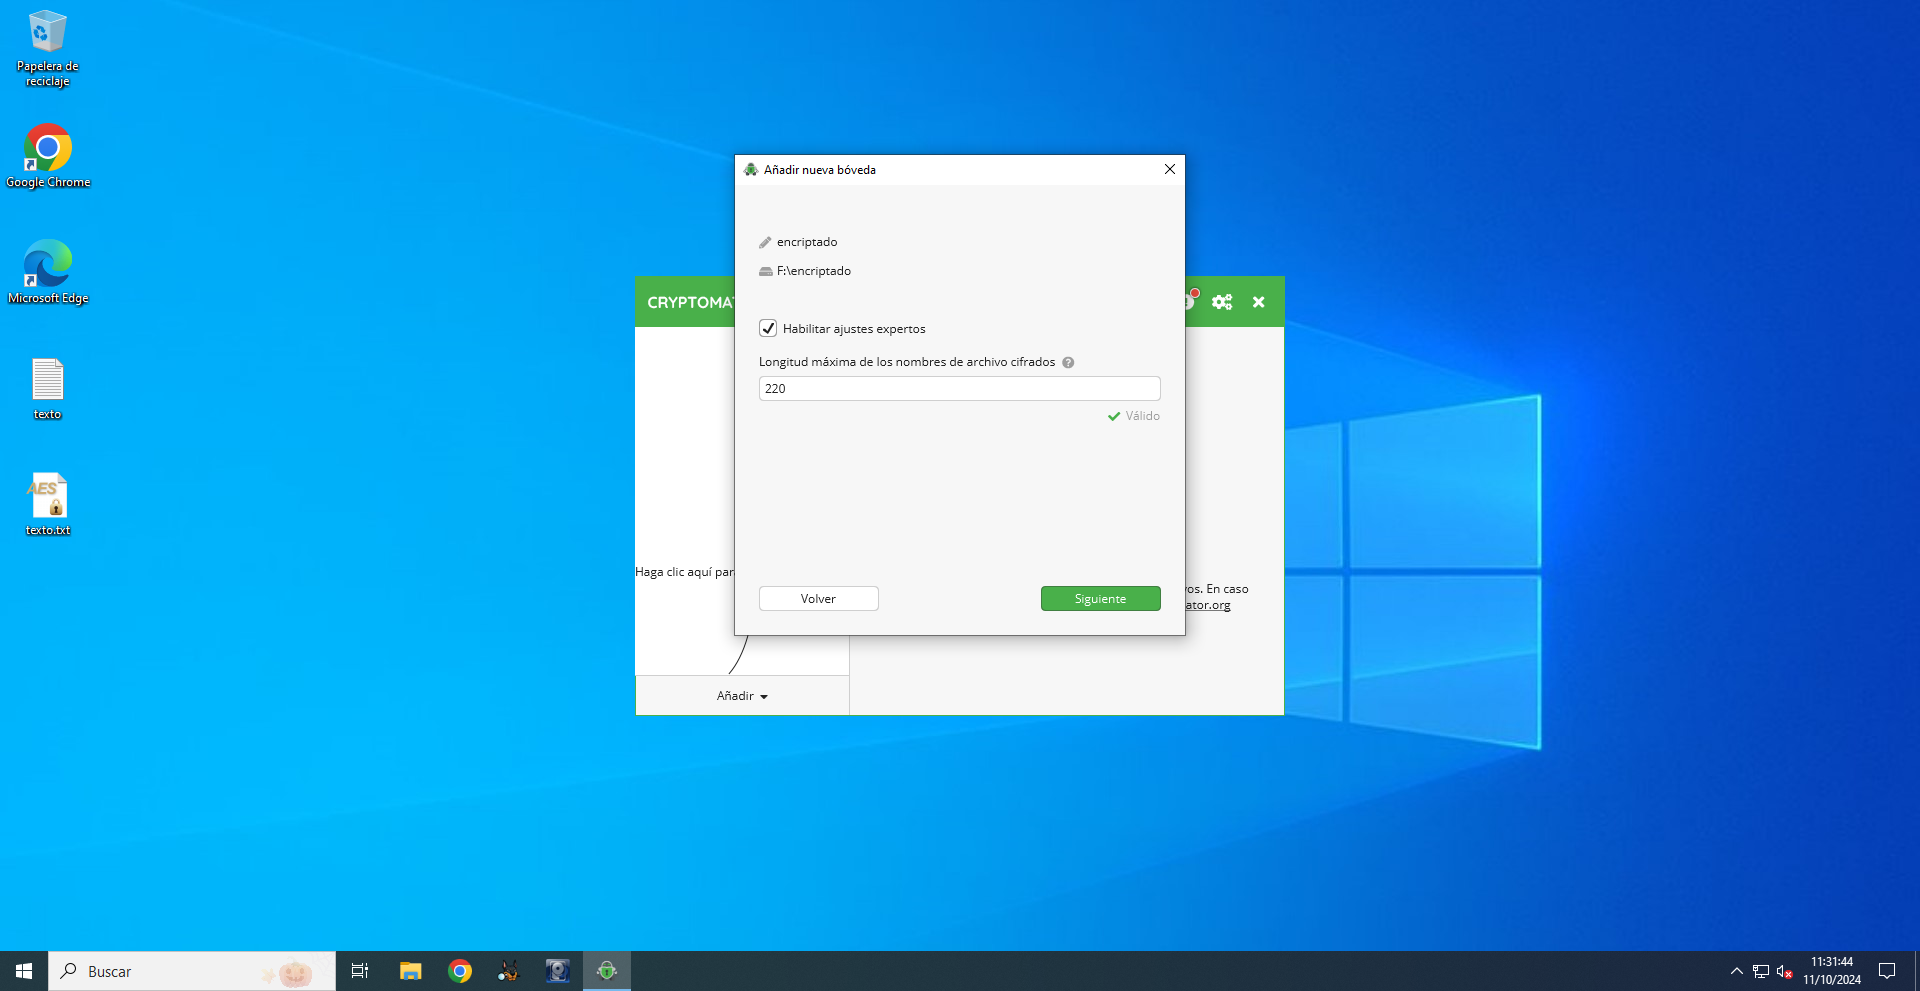 Papelera de
reciclaje
Google Chrome
Microsoft Edge
texto
AES
texto.txt
Añadir nueva bóveda
encriptado
F:\encriptado
CRYPTOMAT
Habilitar ajustes expertos
Longitud máxima de los nombres de archivo cifrados
220
Válido
Haga clic aquí par
vos. En caso
ator.org
Volver
Siguiente
Añadir
Buscar
11:31:44
11/10/2024